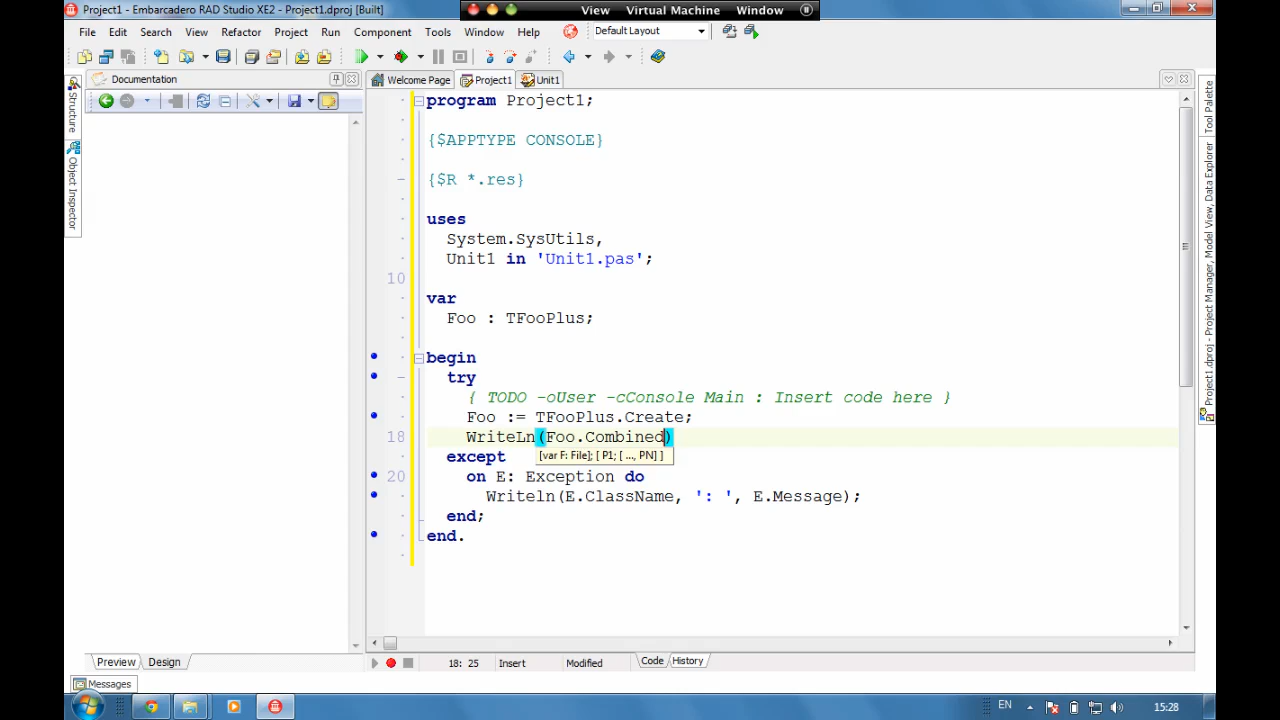 Project1 - Embarcadero RAD Studio XE2 - Project1.dproj [Built]
View Virtual Machine Window
File Edit Search View Refactor Project Run Component Tools Window Help
Default Layout
Documentation
Welcome Page Project1 Unit1
Structure
Object Inspector
program Project1;
{$APPTYPE CONSOLE}
{$R *.res}
uses
System.SysUtils,
Unit1 in 'Unit1.pas';
10
var
Foo : TFooPlus;
begin
try
{ TODO -oUser -cConsole Main : Insert code here }
Foo := TFooPlus.Create;
18 WriteLn(Foo.Combined)
except
[var F: File]; [ P1; [ ..., PN] ]
20 on E: Exception do
Writeln(E.ClassName, ': ', E.Message);
end;
end.
Tool Palette
Project1.dproj - Project Manager, Model View, Data Explorer
Preview Design
18: 25 Insert Modified Code History
Messages
EN 15:28